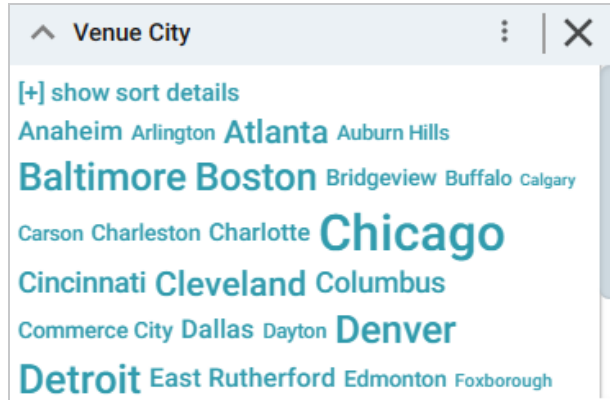 Venue City
[+] show sort details
Anaheim Arlington Atlanta Auburn Hills
Baltimore Boston Bridgeview Buffalo Calgary
Carson Charleston Charlotte Chicago
Cincinnati Cleveland Columbus
Commerce City Dallas Dayton Denver
Detroit East Rutherford Edmonton Foxborough